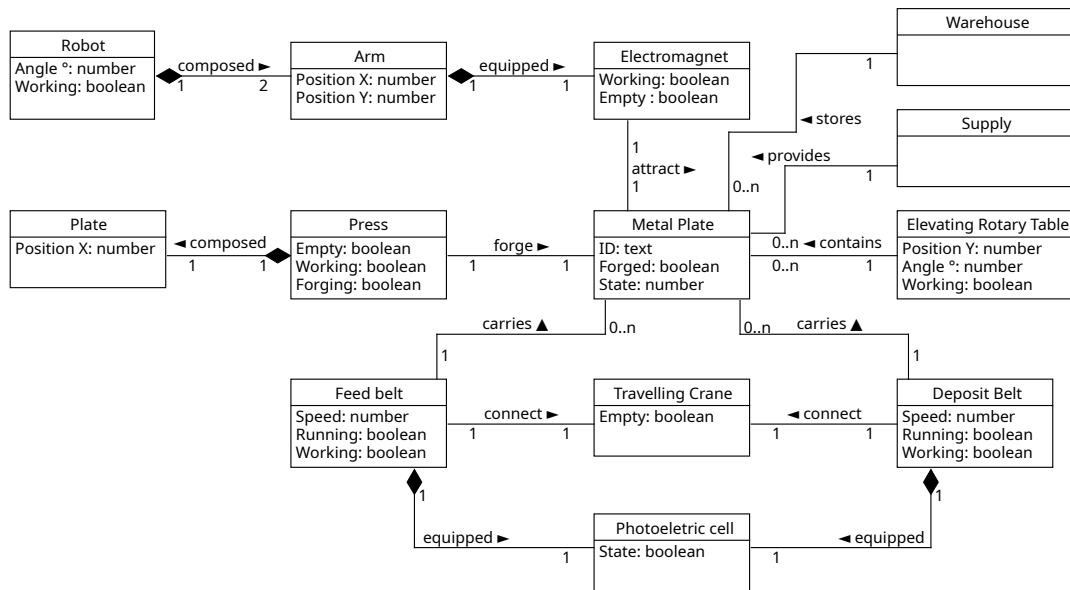 Warehouse
Robot
Angle °: number
Working: boolean
composed ►
1
2
Arm
Position X: number
Position Y: number
equipped ►
1
1
Electromagnet
Working: boolean
Empty : boolean
1
◄ stores
0..n
Supply
◄ provides
1
0..n
1
attract ►
1
Plate
Position X: number
◄ composed
1
1
Press
Empty: boolean
Working: boolean
Forging: boolean
forge ►
1
1
Metal Plate
ID: text
Forged: boolean
State: number
◄ contains
0..n
1
Elevating Rotary Table
Position Y: number
Angle °: number
Working: boolean
carries ▲
0..n
1
0..n
carries ▲
1
Feed belt
Speed: number
Running: boolean
Working: boolean
connect ►
1
1
Travelling Crane
Empty: boolean
◄ connect
1
1
Deposit Belt
Speed: number
Running: boolean
Working: boolean
1
1
equipped ►
1
Photoeletric cell
State: boolean
◄ equipped
1